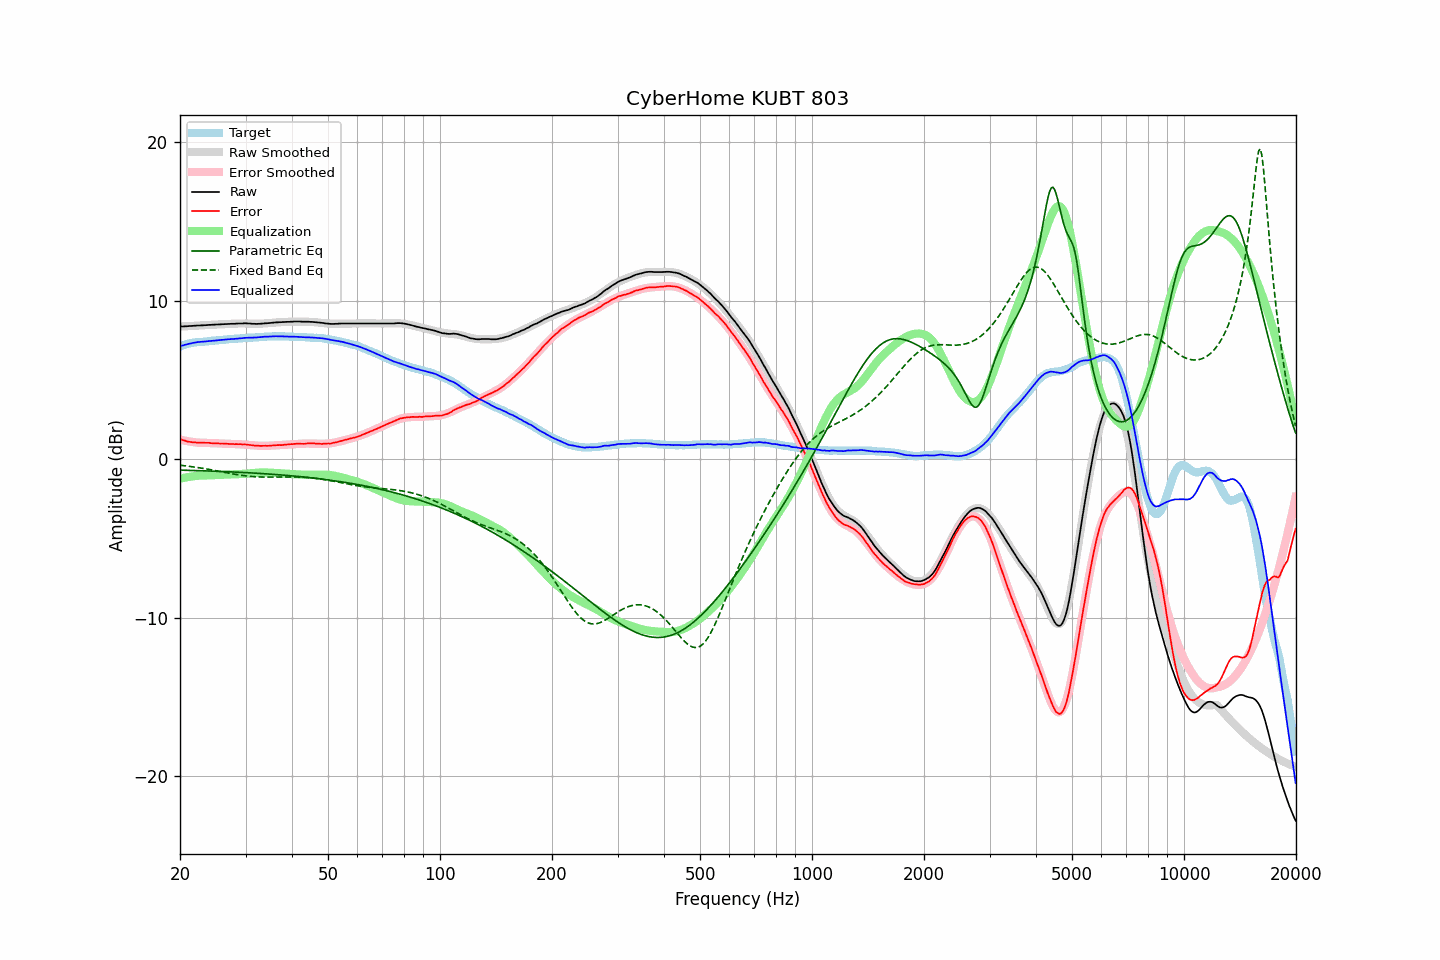 CyberHome KUBT 803
Target
Raw Smoothed
Error Smoothed
Raw
Error
Equalization
Parametric Eq
Fixed Band Eq
Equalized
20
10
0
−10
−20
Amplitude (dBr)
20 50 100 200 500 1000 2000 5000 10000 20000
Frequency (Hz)